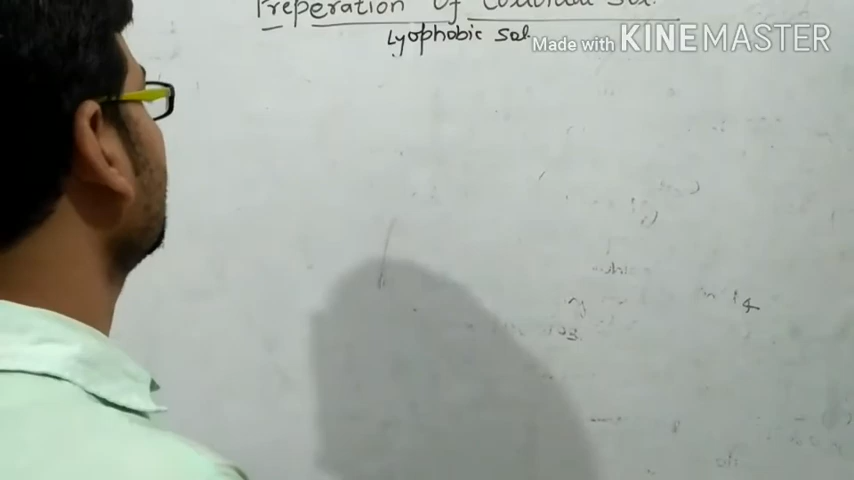 Preperation of Colloidal Sol.
Lyophobic sol.
Made with KINEMASTER